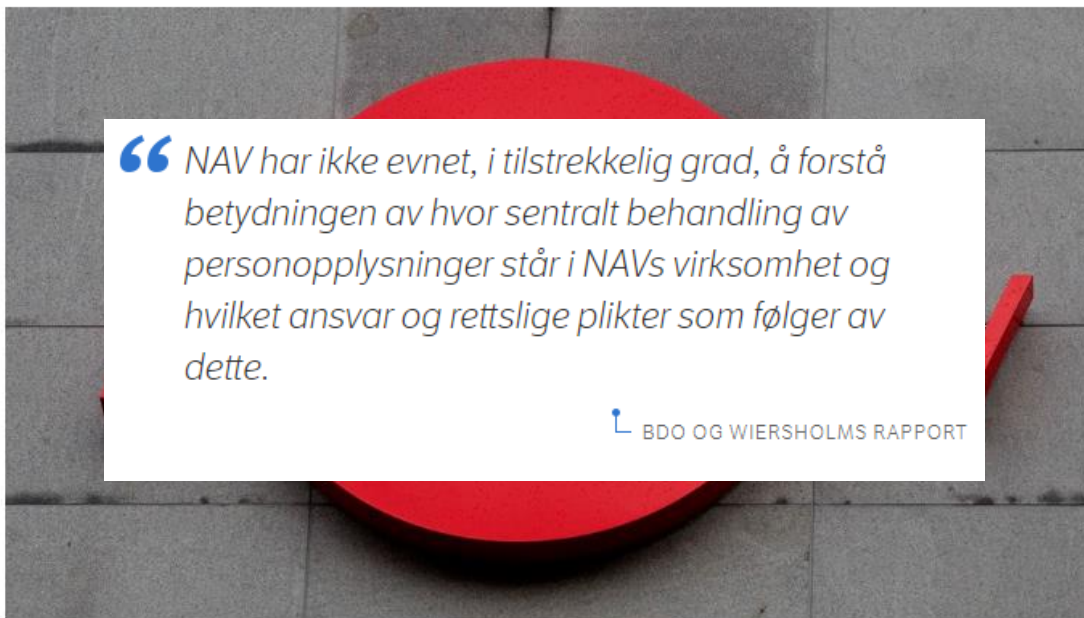 “ NAV har ikke evnet, i tilstrekkelig grad, å forstå
betydningen av hvor sentralt behandling av
personopplysninger står i NAVs virksomhet og
hvilket ansvar og rettslige plikter som følger av
dette.
BDO OG WIERSHOLMS RAPPORT